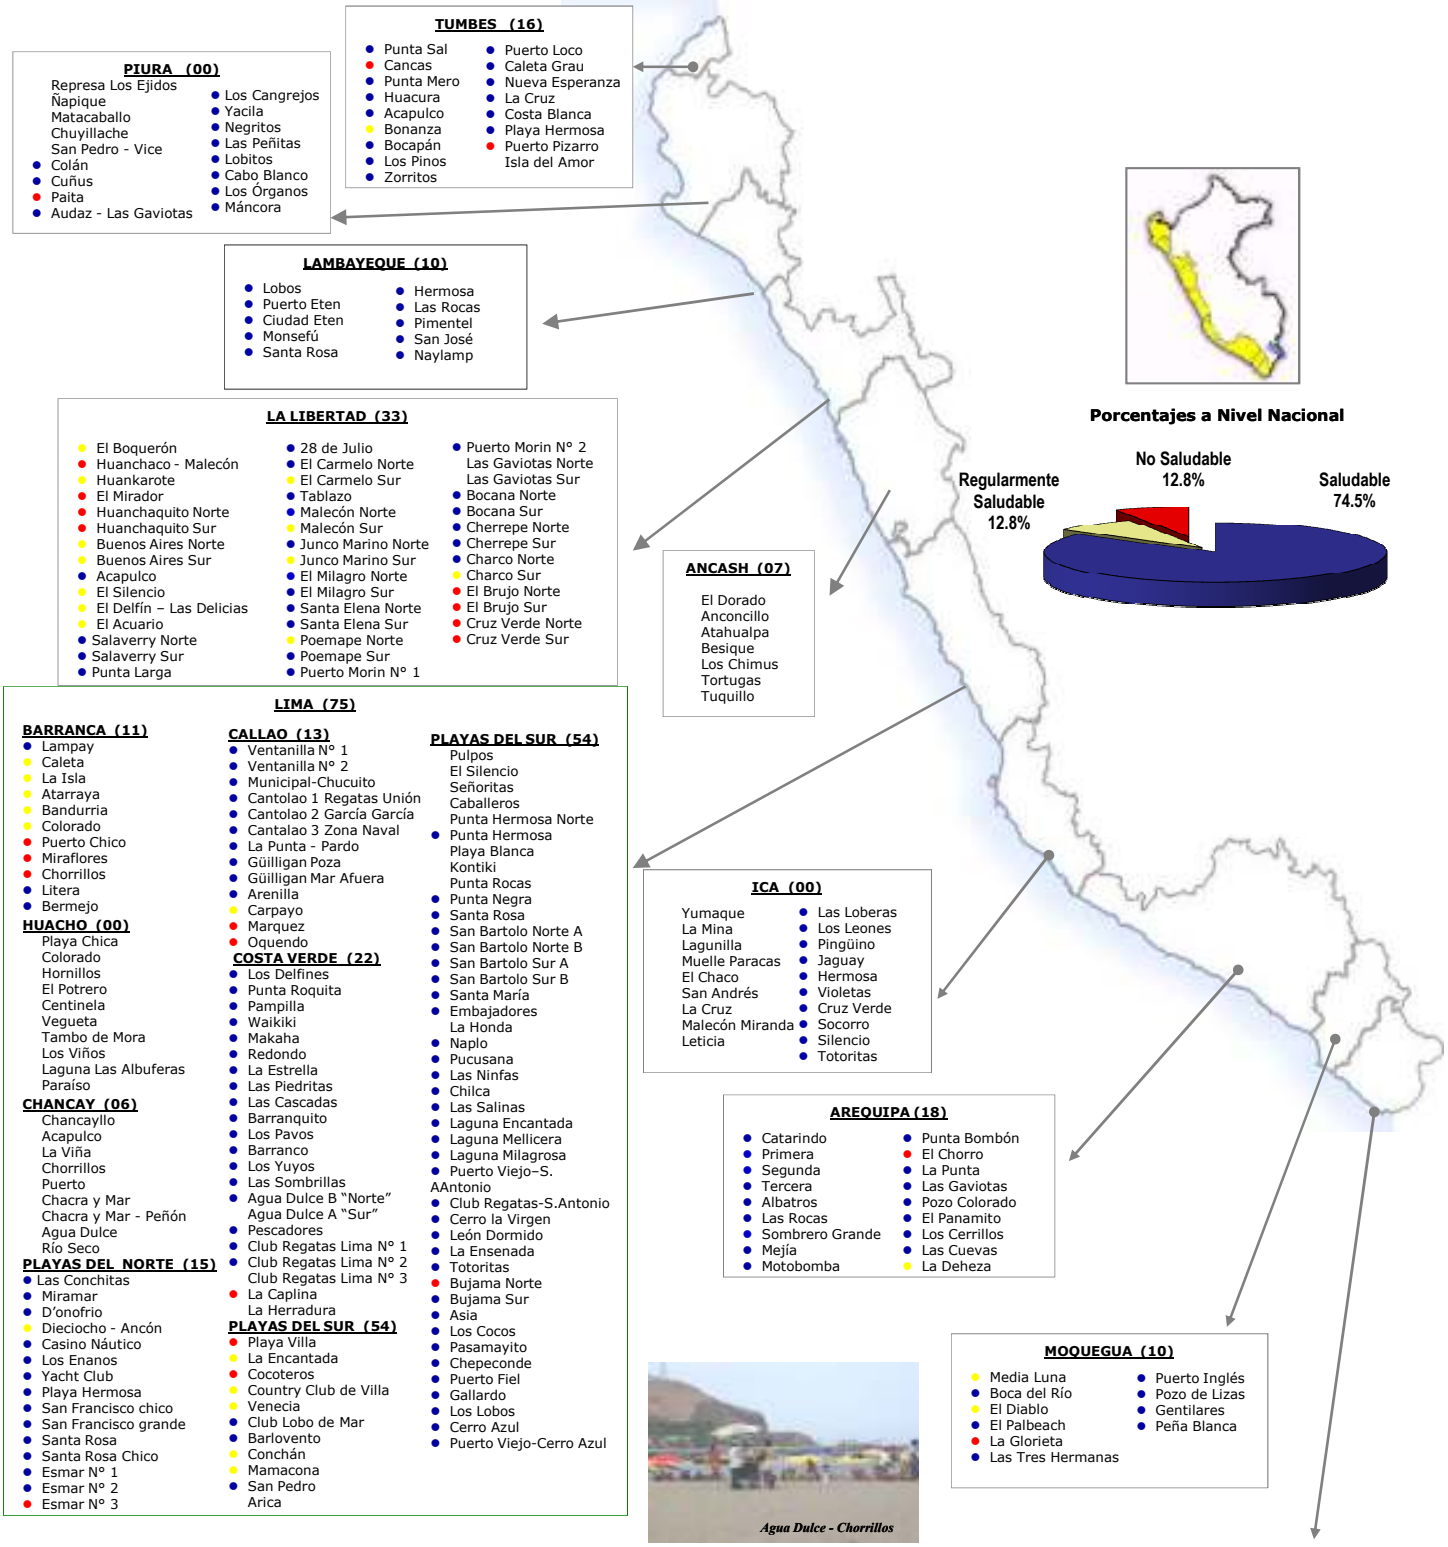 TUMBES (16)
Punta Sal
Cancas
Punta Mero
Huacura
Acapulco
Bonanza
Bocapán
Los Pinos
Zorritos
Puerto Loco
Caleta Grau
Nueva Esperanza
La Cruz
Costa Blanca
Playa Hermosa
Puerto Pizarro
Isla del Amor
PIURA (00)
Represa Los Ejidos
Ñapique
Matacaballo
Chuyillache
San Pedro - Vice
Colán
Cuñus
Paita
Audaz - Las Gaviotas
Los Cangrejos
Yacila
Negritos
Las Peñitas
Lobitos
Cabo Blanco
Los Órganos
Máncora
LAMBAYEQUE (10)
Lobos
Puerto Eten
Ciudad Eten
Monsefú
Santa Rosa
Hermosa
Las Rocas
Pimentel
San José
Naylamp
LA LIBERTAD (33)
El Boquerón
Huanchaco - Malecón
Huankarote
El Mirador
Huanchaquito Norte
Huanchaquito Sur
Buenos Aires Norte
Buenos Aires Sur
Acapulco
El Silencio
El Delfín – Las Delicias
El Acuario
Salaverry Norte
Salaverry Sur
Punta Larga
28 de Julio
El Carmelo Norte
El Carmelo Sur
Tablazo
Malecón Norte
Malecón Sur
Junco Marino Norte
Junco Marino Sur
El Milagro Norte
El Milagro Sur
Santa Elena Norte
Santa Elena Sur
Poemape Norte
Poemape Sur
Puerto Morin N° 1
Puerto Morin N° 2
Las Gaviotas Norte
Las Gaviotas Sur
Bocana Norte
Bocana Sur
Cherrepe Norte
Cherrepe Sur
Charco Norte
Charco Sur
El Brujo Norte
El Brujo Sur
Cruz Verde Norte
Cruz Verde Sur
Porcentajes a Nivel Nacional
Regularmente
Saludable
12.8%
No Saludable
12.8%
Saludable
74.5%
ANCASH (07)
El Dorado
Anconcillo
Atahualpa
Besique
Los Chimus
Tortugas
Tuquillo
LIMA (75)
BARRANCA (11)
Lampay
Caleta
La Isla
Atarraya
Bandurria
Colorado
Puerto Chico
Miraflores
Chorrillos
Litera
Bermejo
HUACHO (00)
Playa Chica
Colorado
Hornillos
El Potrero
Centinela
Vegueta
Tambo de Mora
Los Viños
Laguna Las Albuferas
Paraíso
CHANCAY (06)
Chancayllo
Acapulco
La Viña
Chorrillos
Puerto
Chacra y Mar
Chacra y Mar - Peñón
Agua Dulce
Río Seco
PLAYAS DEL NORTE (15)
Las Conchitas
Miramar
D’onofrio
Dieciocho - Ancón
Casino Náutico
Los Enanos
Yacht Club
Playa Hermosa
San Francisco chico
San Francisco grande
Santa Rosa
Santa Rosa Chico
Esmar N° 1
Esmar N° 2
Esmar N° 3
CALLAO (13)
Ventanilla N° 1
Ventanilla N° 2
Municipal-Chucuito
Cantolao 1 Regatas Unión
Cantolao 2 García García
Cantalao 3 Zona Naval
La Punta - Pardo
Güilligan Poza
Güilligan Mar Afuera
Arenilla
Carpayo
Marquez
Oquendo
COSTA VERDE (22)
Los Delfines
Punta Roquita
Pampilla
Waikiki
Makaha
Redondo
La Estrella
Las Piedritas
Las Cascadas
Barranquito
Los Pavos
Barranco
Los Yuyos
Las Sombrillas
Agua Dulce B “Norte”
Agua Dulce A “Sur”
Pescadores
Club Regatas Lima N° 1
Club Regatas Lima N° 2
Club Regatas Lima N° 3
La Caplina
La Herradura
PLAYAS DEL SUR (54)
Playa Villa
La Encantada
Cocoteros
Country Club de Villa
Venecia
Club Lobo de Mar
Barlovento
Conchán
Mamacona
San Pedro
Arica
PLAYAS DEL SUR (54)
Pulpos
El Silencio
Señoritas
Caballeros
Punta Hermosa Norte
Punta Hermosa
Playa Blanca
Kontiki
Punta Rocas
Punta Negra
Santa Rosa
San Bartolo Norte A
San Bartolo Norte B
San Bartolo Sur A
San Bartolo Sur B
Santa María
Embajadores
La Honda
Naplo
Pucusana
Las Ninfas
Chilca
Las Salinas
Laguna Encantada
Laguna Mellicera
Laguna Milagrosa
Puerto Viejo–S.
AAntonio
Club Regatas-S.Antonio
Cerro la Virgen
León Dormido
La Ensenada
Totoritas
Bujama Norte
Bujama Sur
Asia
Los Cocos
Pasamayito
Chepeconde
Puerto Fiel
Gallardo
Los Lobos
Cerro Azul
Puerto Viejo-Cerro Azul
ICA (00)
Yumaque
La Mina
Lagunilla
Muelle Paracas
El Chaco
San Andrés
La Cruz
Malecón Miranda
Leticia
Las Loberas
Los Leones
Pingüino
Jaguay
Hermosa
Violetas
Cruz Verde
Socorro
Silencio
Totoritas
AREQUIPA (18)
Catarindo
Primera
Segunda
Tercera
Albatros
Las Rocas
Sombrero Grande
Mejía
Motobomba
Punta Bombón
El Chorro
La Punta
Las Gaviotas
Pozo Colorado
El Panamito
Los Cerrillos
Las Cuevas
La Deheza
MOQUEGUA (10)
Media Luna
Boca del Río
El Diablo
El Palbeach
La Glorieta
Las Tres Hermanas
Puerto Inglés
Pozo de Lizas
Gentilares
Peña Blanca
Agua Dulce - Chorrillos